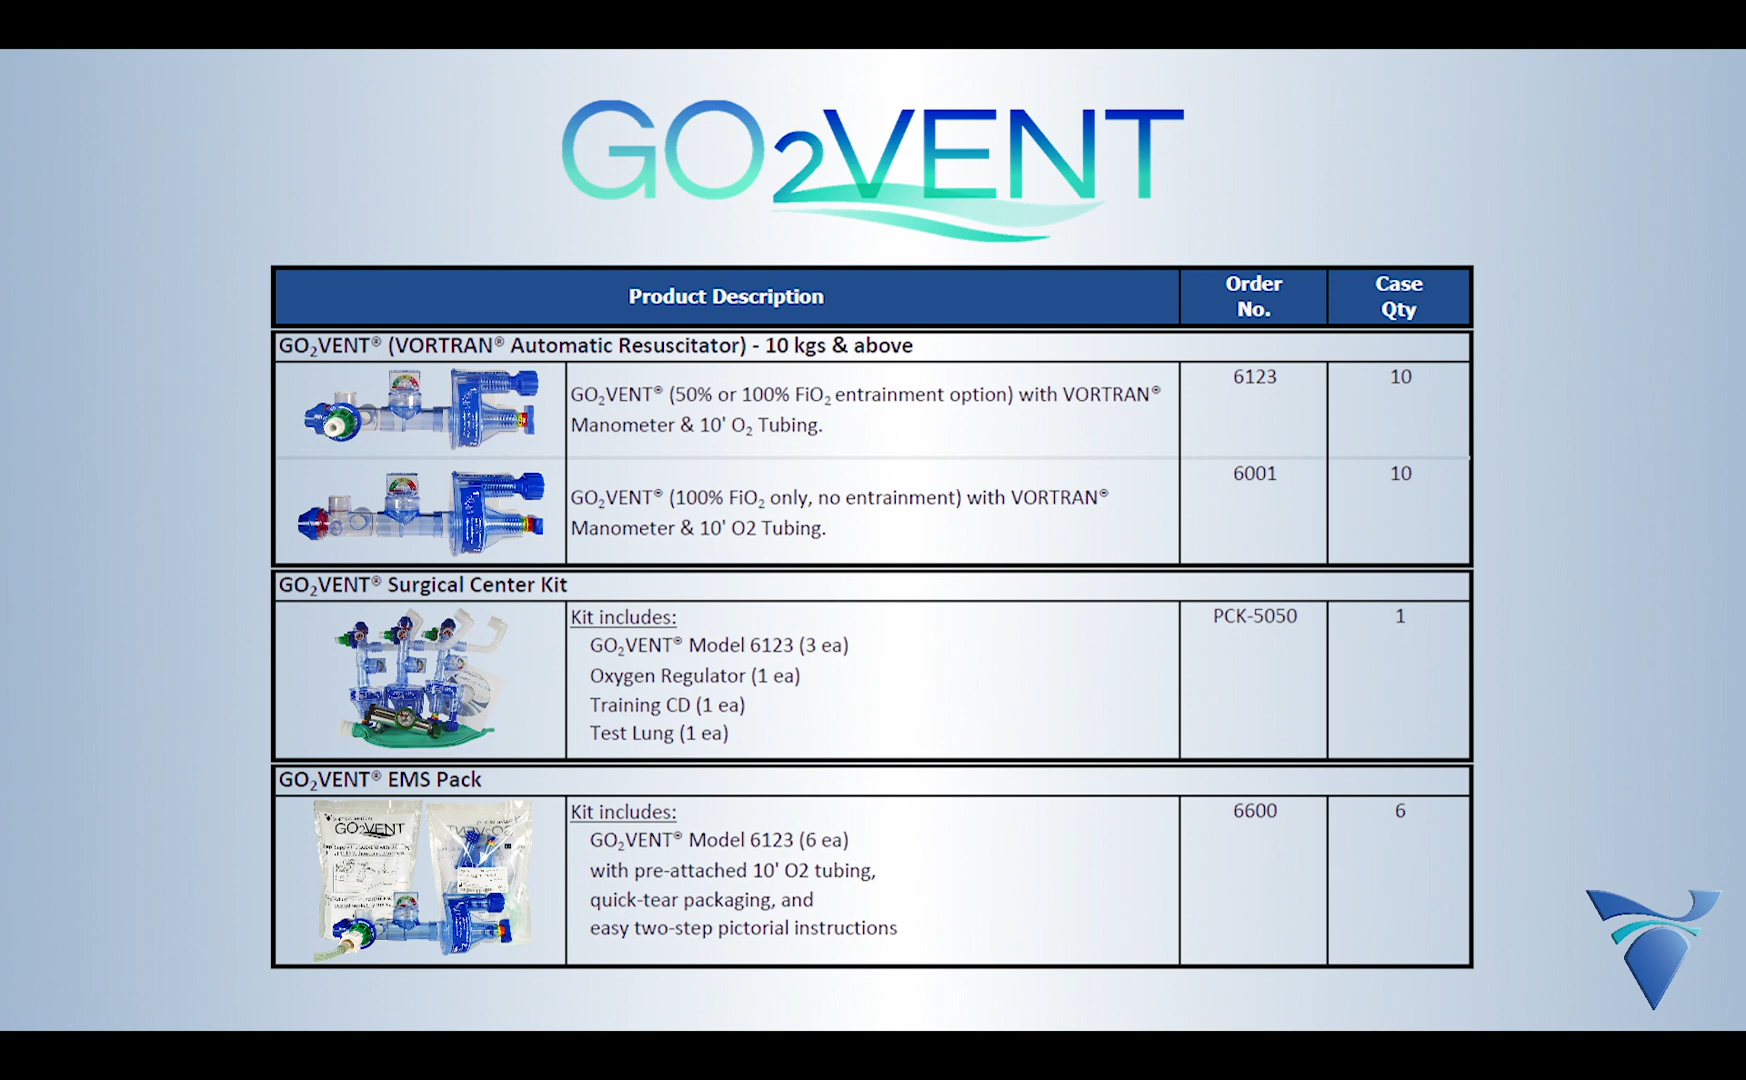 GO2VENT
Product Description
Order
No.
Case
Qty
GO₂VENT® (VORTRAN® Automatic Resuscitator) - 10 kgs & above
GO₂VENT® (50% or 100% FiO₂ entrainment option) with VORTRAN®
Manometer & 10' O₂ Tubing.
6123
10
GO₂VENT® (100% FiO₂ only, no entrainment) with VORTRAN®
Manometer & 10' O2 Tubing.
6001
10
GO₂VENT® Surgical Center Kit
Kit includes:
GO₂VENT® Model 6123 (3 ea)
Oxygen Regulator (1 ea)
Training CD (1 ea)
Test Lung (1 ea)
PCK-5050
1
GO₂VENT® EMS Pack
GO2VENT
Kit includes:
GO₂VENT® Model 6123 (6 ea)
with pre-attached 10' O2 tubing,
quick-tear packaging, and
easy two-step pictorial instructions
6600
6